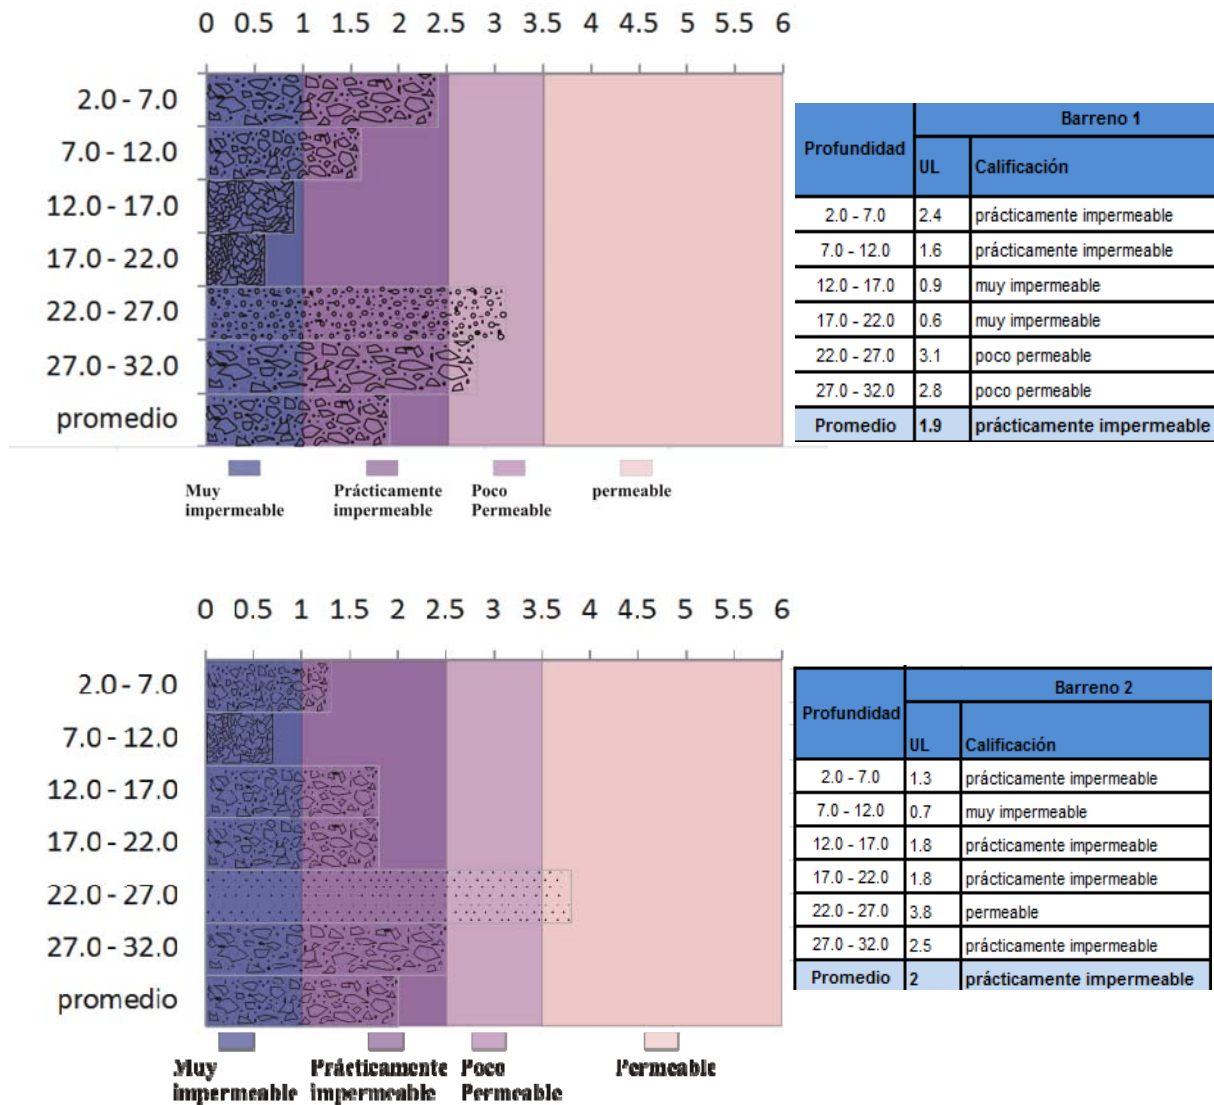 0 0.5 1 1.5 2 2.5 3 3.5 4 4.5 5 5.5 6
2.0 - 7.0
7.0 - 12.0
12.0 - 17.0
17.0 - 22.0
22.0 - 27.0
27.0 - 32.0
promedio
Muy impermeable
Prácticamente impermeable
Poco Permeable
permeable
Profundidad Barreno 1
UL Calificación
2.0 - 7.0 2.4 prácticamente impermeable
7.0 - 12.0 1.6 prácticamente impermeable
12.0 - 17.0 0.9 muy impermeable
17.0 - 22.0 0.6 muy impermeable
22.0 - 27.0 3.1 poco permeable
27.0 - 32.0 2.8 poco permeable
Promedio 1.9 prácticamente impermeable
0 0.5 1 1.5 2 2.5 3 3.5 4 4.5 5 5.5 6
2.0 - 7.0
7.0 - 12.0
12.0 - 17.0
17.0 - 22.0
22.0 - 27.0
27.0 - 32.0
promedio
Muy impermeable
Prácticamente impermeable
Poco Permeable
Permeable
Profundidad Barreno 2
UL Calificación
2.0 - 7.0 1.3 prácticamente impermeable
7.0 - 12.0 0.7 muy impermeable
12.0 - 17.0 1.8 prácticamente impermeable
17.0 - 22.0 1.8 prácticamente impermeable
22.0 - 27.0 3.8 permeable
27.0 - 32.0 2.5 prácticamente impermeable
Promedio 2 prácticamente impermeable